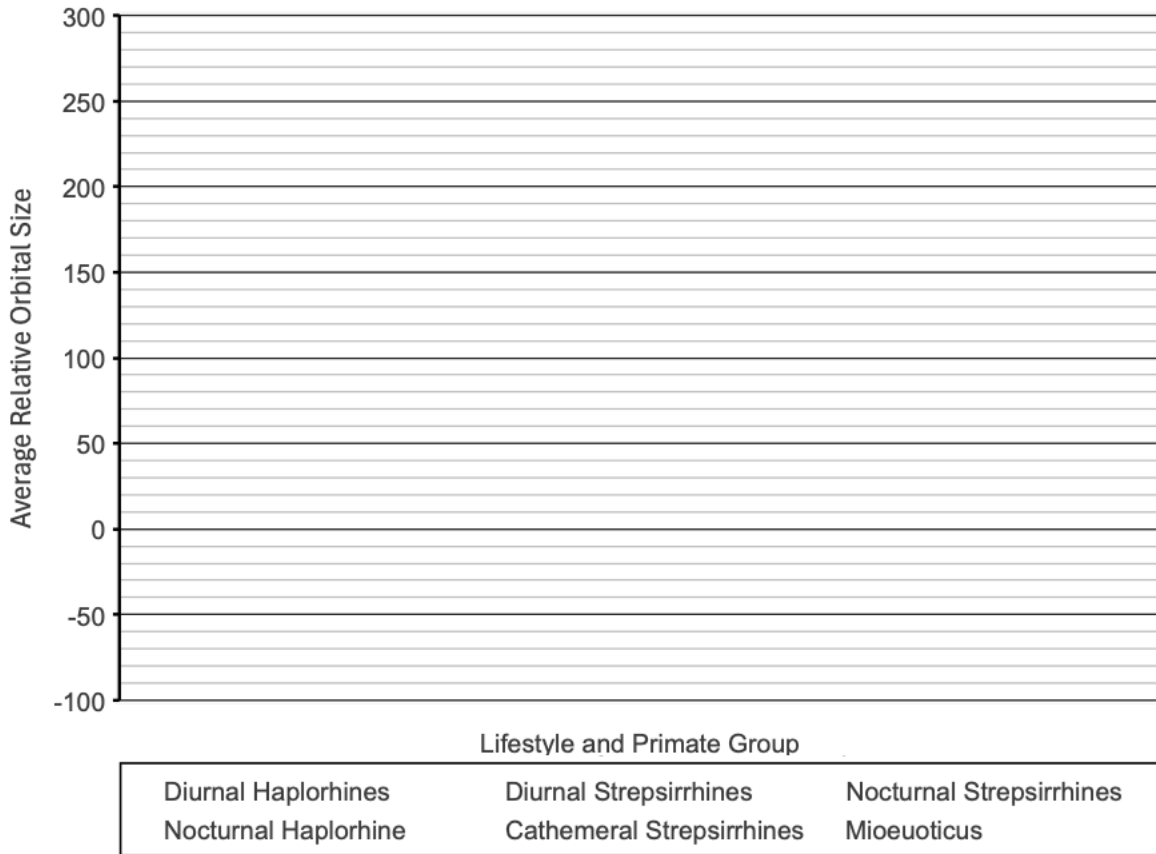 300
250
200
150
100
50
0
-50
-100
Average Relative Orbital Size
Lifestyle and Primate Group
Diurnal Haplorhines Diurnal Strepsirrhines Nocturnal Strepsirrhines
Nocturnal Haplorhine Cathemeral Strepsirrhines Mioeuoticus